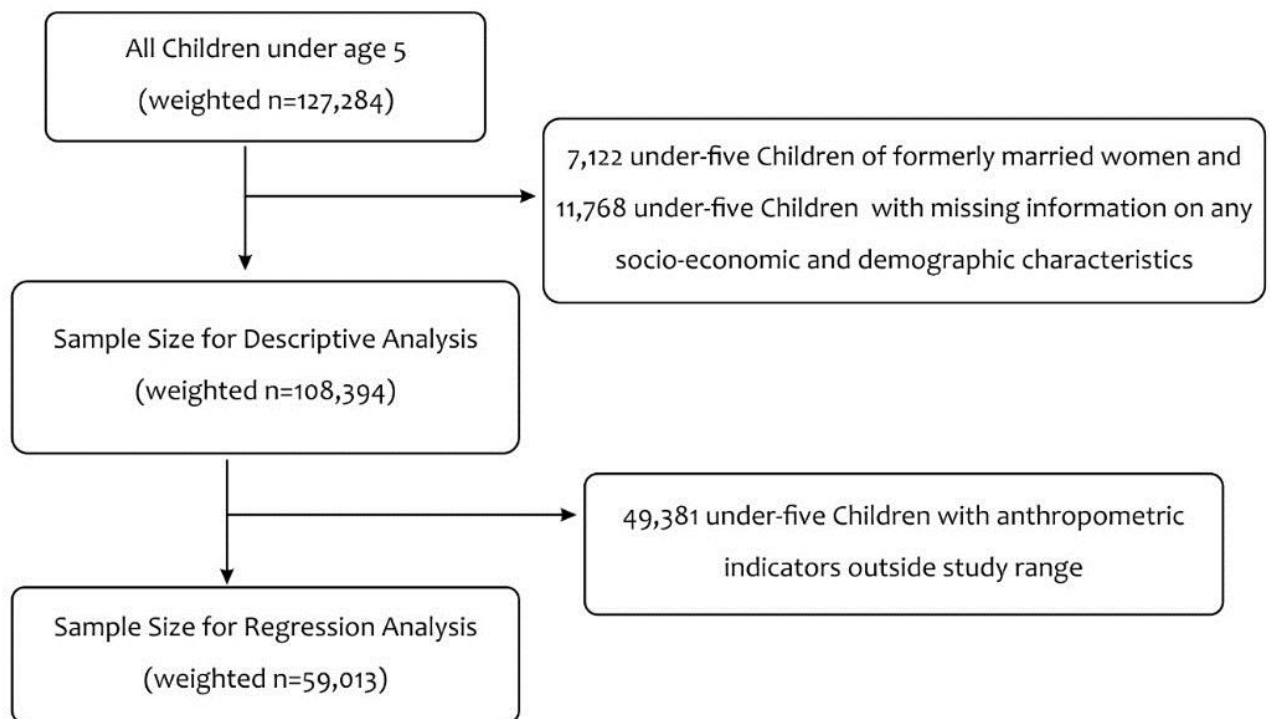 All Children under age 5
(weighted n=127,284)
7,122 under-five Children of formerly married women and
11,768 under-five Children with missing information on any
socio-economic and demographic characteristics
Sample Size for Descriptive Analysis
(weighted n=108,394)
49,381 under-five Children with anthropometric
indicators outside study range
Sample Size for Regression Analysis
(weighted n=59,013)